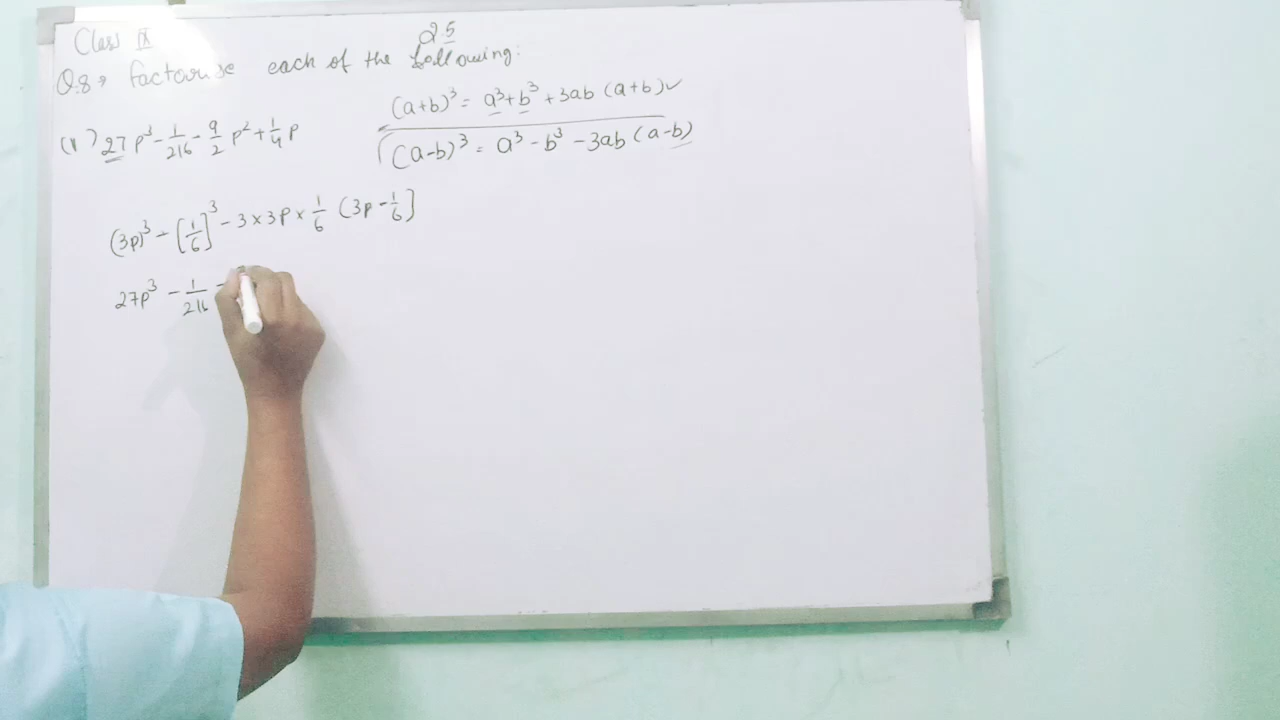 Class IX
2.5
Q.8 → Factorise each of the following:
(a+b)³ = a³+b³ +3ab (a+b) ✓
(v) 27p³ - 1/216 - 9/2 p² + 1/4 p
(a-b)³ = a³ - b³ - 3ab (a-b)
(3p)³ - [1/6]³ - 3 × 3p × 1/6 (3p - 1/6]
27p³ - 1/216 -